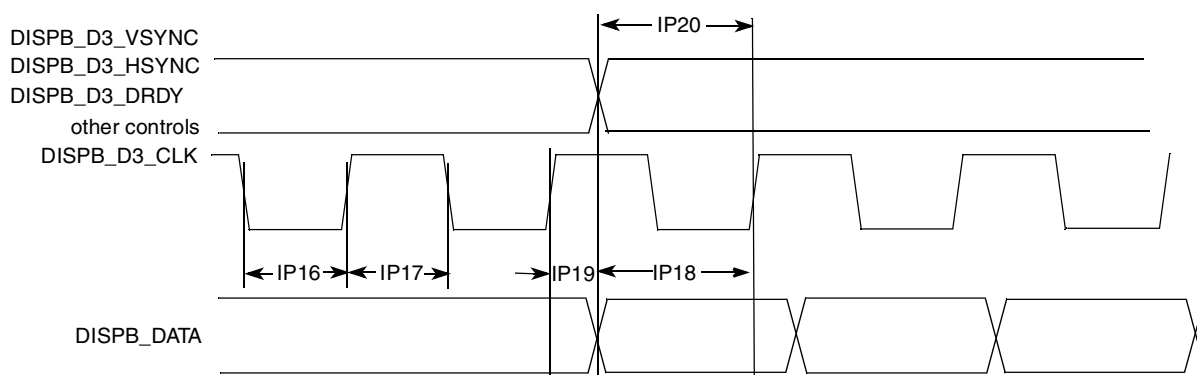 IP20
DISPB_D3_VSYNC
DISPB_D3_HSYNC
DISPB_D3_DRDY
other controls
DISPB_D3_CLK
IP16
IP17
IP19
IP18
DISPB_DATA